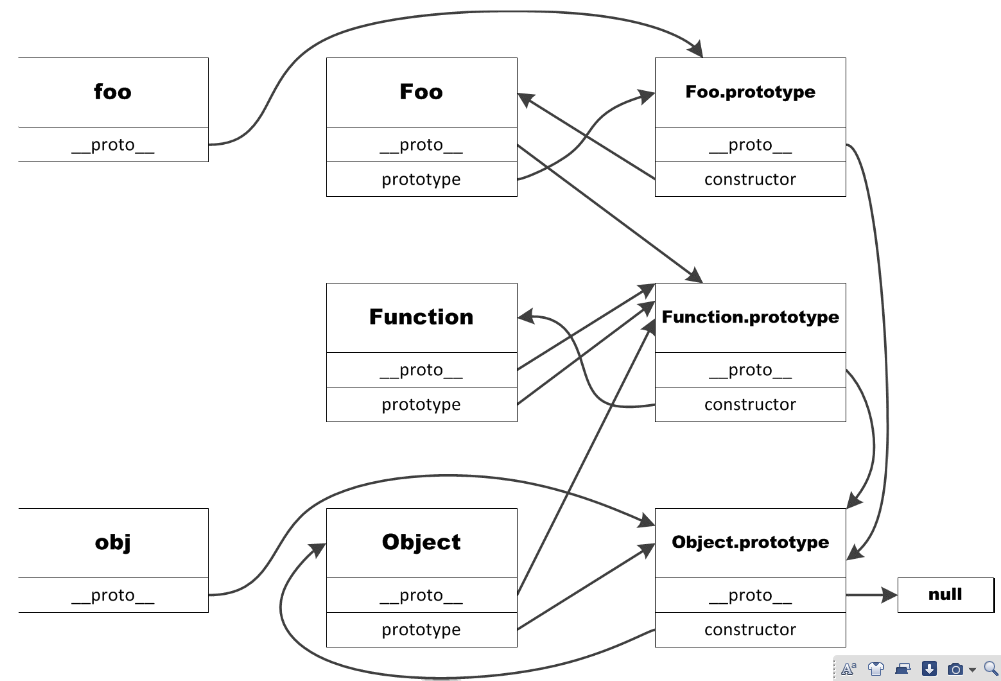 foo
__proto__
Foo
__proto__
prototype
Foo.prototype
__proto__
constructor
Function
__proto__
prototype
Function.prototype
__proto__
constructor
obj
__proto__
Object
__proto__
prototype
Object.prototype
__proto__
constructor
null